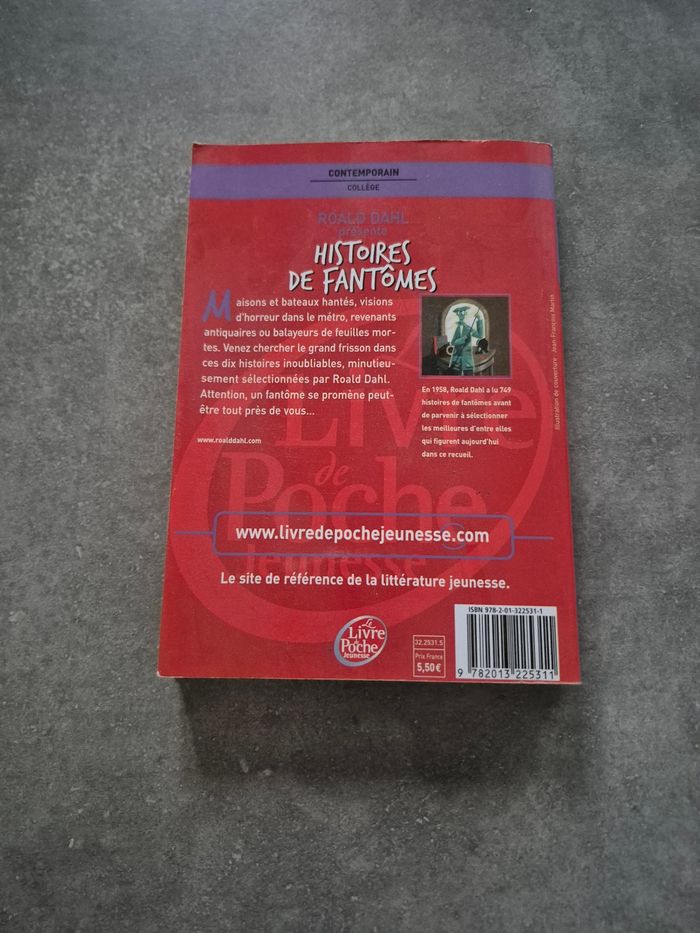 CONTEMPORAIN
COLLÈGE
ROALD DAHL
présente
HISTOIRES
DE FANTÔMES
Maisons et bateaux hantés, visions
d'horreur dans le métro, revenants
antiquaires ou balayeurs de feuilles mor-
tes. Venez chercher le grand frisson dans
ces dix histoires inoubliables, minutieu-
sement sélectionnées par Roald Dahl.
Attention, un fantôme se promène peut-
être tout près de vous...
www.roalddahl.com
En 1958, Roald Dahl a lu 749
histoires de fantômes avant
de parvenir à sélectionner
les meilleures d'entre elles
qui figurent aujourd'hui
dans ce recueil.
Illustration de couverture : Jean-François Martin
Livre
de
Poche
Jeunesse
www.livredepochejeunesse.com
Le site de référence de la littérature jeunesse.
Le
Livre
de
Poche
Jeunesse
32.2531.5
Prix France
5,50€
ISBN 978-2-01-322531-1
9 782013 225311